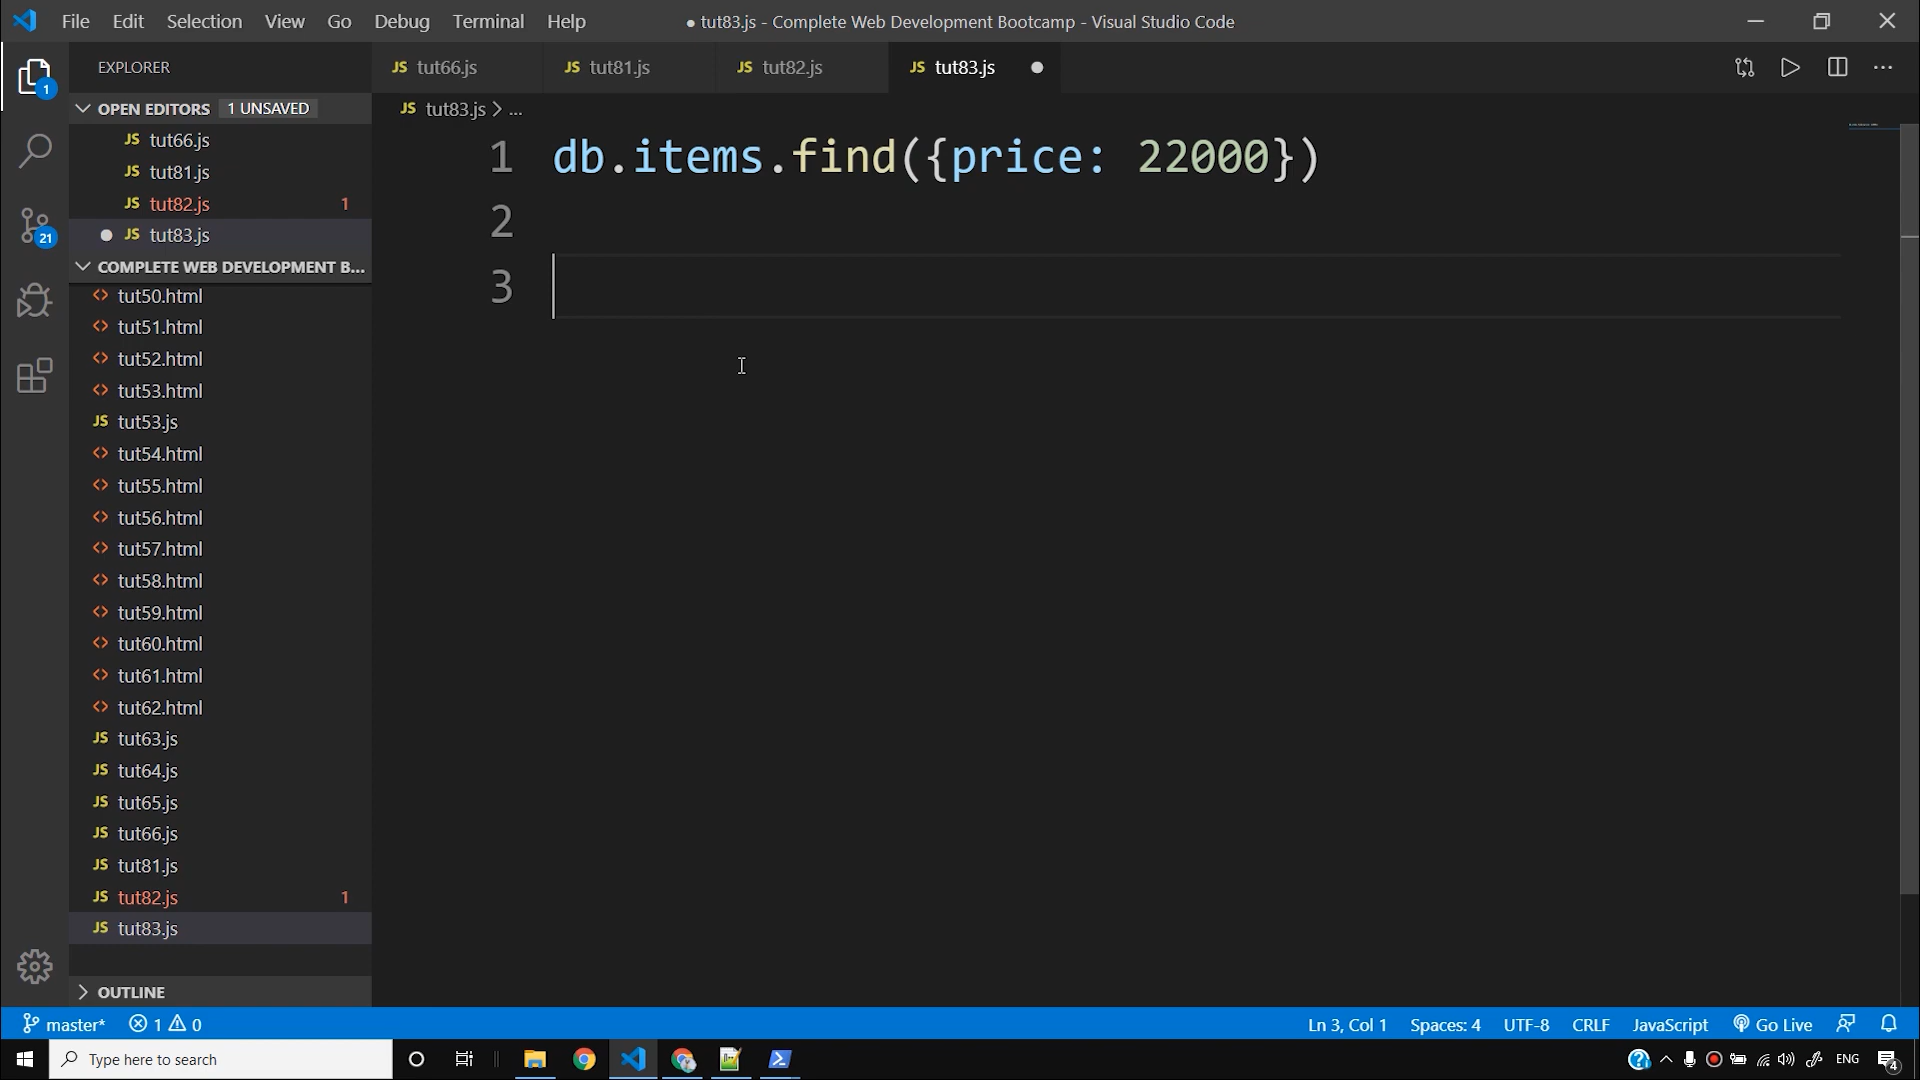 File Edit Selection View Go Debug Terminal Help
● tut83.js - Complete Web Development Bootcamp - Visual Studio Code
EXPLORER
JS tut66.js
JS tut81.js
JS tut82.js
JS tut83.js
OPEN EDITORS 1 UNSAVED
JS tut66.js
JS tut81.js
JS tut82.js 1
JS tut83.js
COMPLETE WEB DEVELOPMENT B...
tut50.html
tut51.html
tut52.html
tut53.html
JS tut53.js
tut54.html
tut55.html
tut56.html
tut57.html
tut58.html
tut59.html
tut60.html
tut61.html
tut62.html
JS tut63.js
JS tut64.js
JS tut65.js
JS tut66.js
JS tut81.js
JS tut82.js 1
JS tut83.js
OUTLINE
1
21
JS tut83.js > ...
1 db.items.find({price: 22000})
2
3
master* 1 0
Ln 3, Col 1 Spaces: 4 UTF-8 CRLF JavaScript Go Live
Type here to search
ENG
4